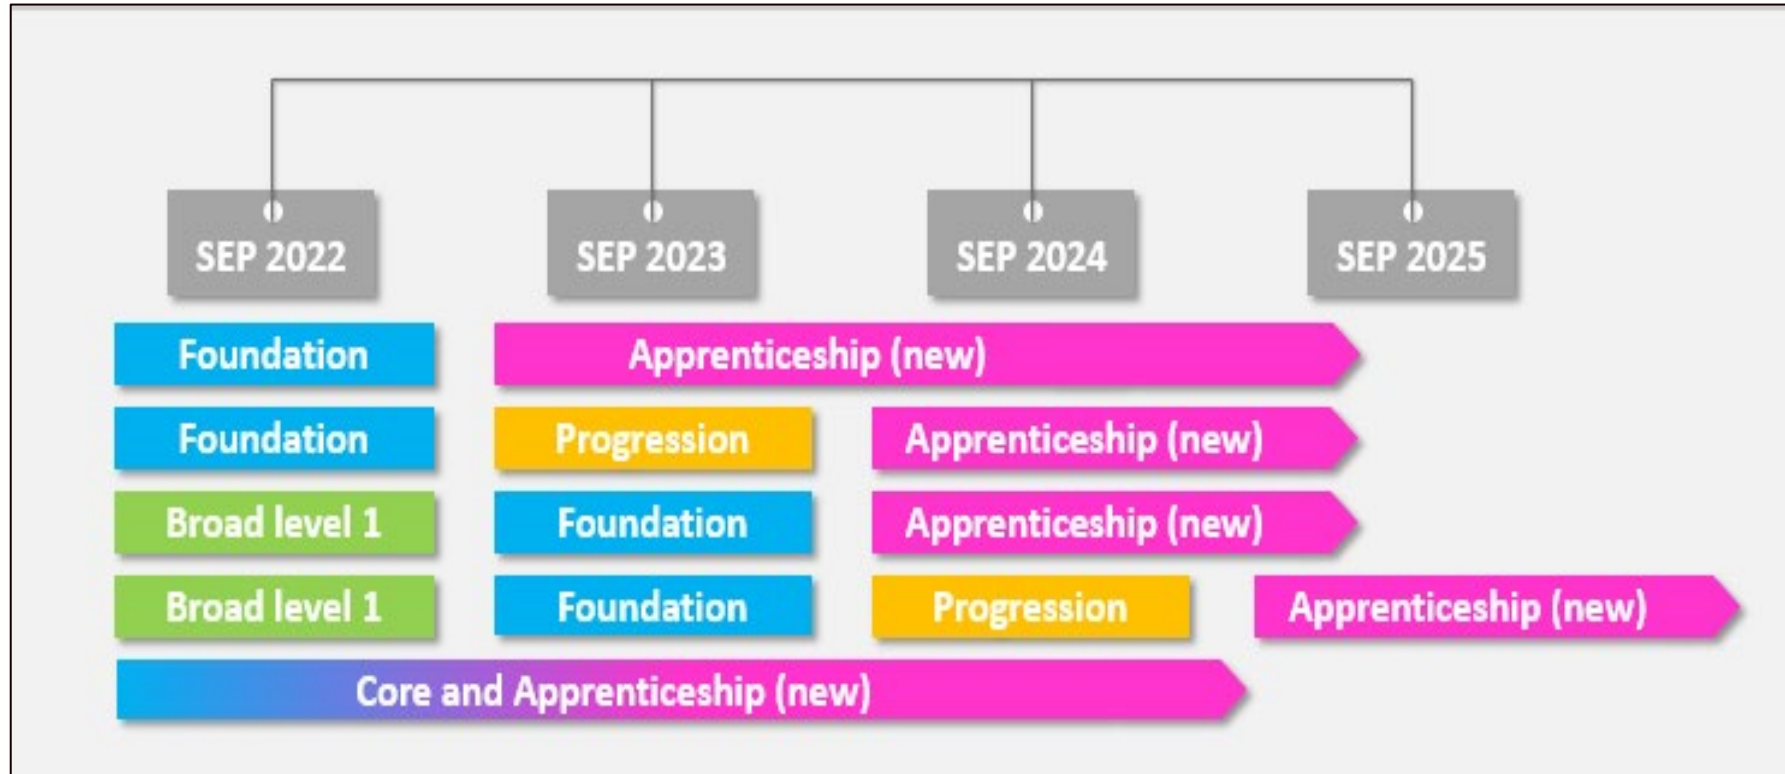 SEP 2022 SEP 2023 SEP 2024 SEP 2025
Foundation Apprenticeship (new)
Foundation Progression Apprenticeship (new)
Broad level 1 Foundation Apprenticeship (new)
Broad level 1 Foundation Progression Apprenticeship (new)
Core and Apprenticeship (new)